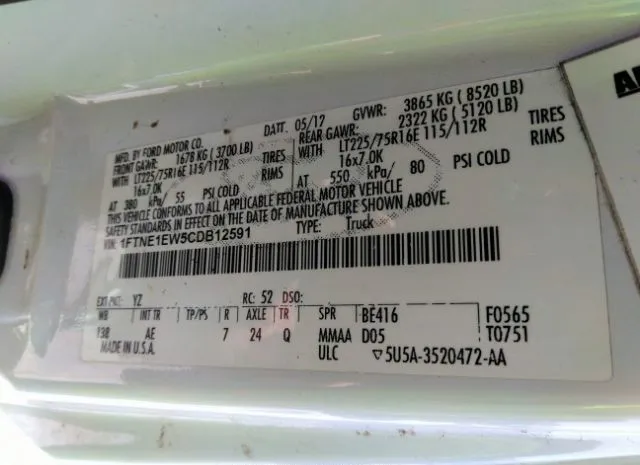 MFD. BY FORD MOTOR CO.
DATE: 05/12 GVWR: 3865 KG ( 8520 LB)
FRONT GAWR: 1678 KG ( 3700 LB) REAR GAWR: 2322 KG ( 5120 LB)
WITH LT225/75R16E 115/112R TIRES WITH LT225/75R16E 115/112R TIRES
16x7.0K RIMS 16x7.0K RIMS
AT 380 kPa/ 55 PSI COLD AT 550 kPa/ 80 PSI COLD
THIS VEHICLE CONFORMS TO ALL APPLICABLE FEDERAL MOTOR VEHICLE
SAFETY STANDARDS IN EFFECT ON THE DATE OF MANUFACTURE SHOWN ABOVE.
VIN: 1FTNE1EW5CDB12591 TYPE: Truck
EXT PNT: YZ RC: 52 DSO:
WB INT TR TP/PS R AXLE TR SPR BE416 F0565
138 AE 7 24 Q MMAA D05 T0751
MADE IN U.S.A. ULC ▽5U5A-3520472-AA